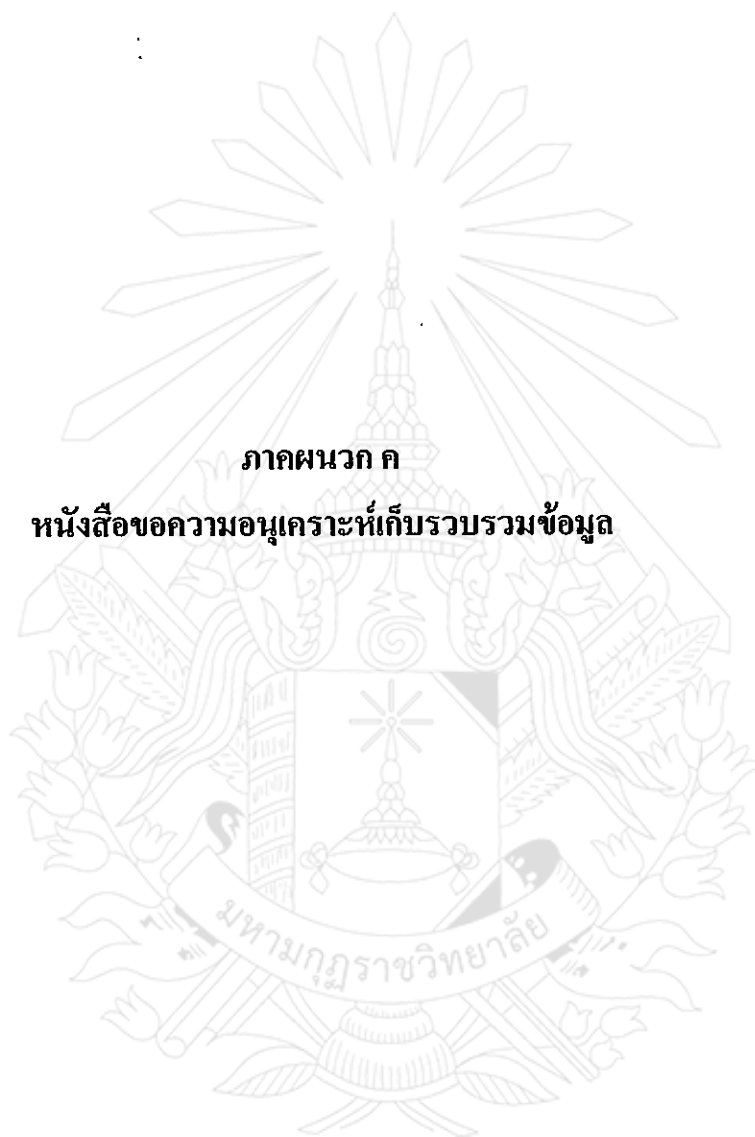 ภาคผนวก ค
หนังสือขอความอนุเคราะห์เก็บรวบรวมข้อมูล
มหามกุฏราชวิทยาลัย